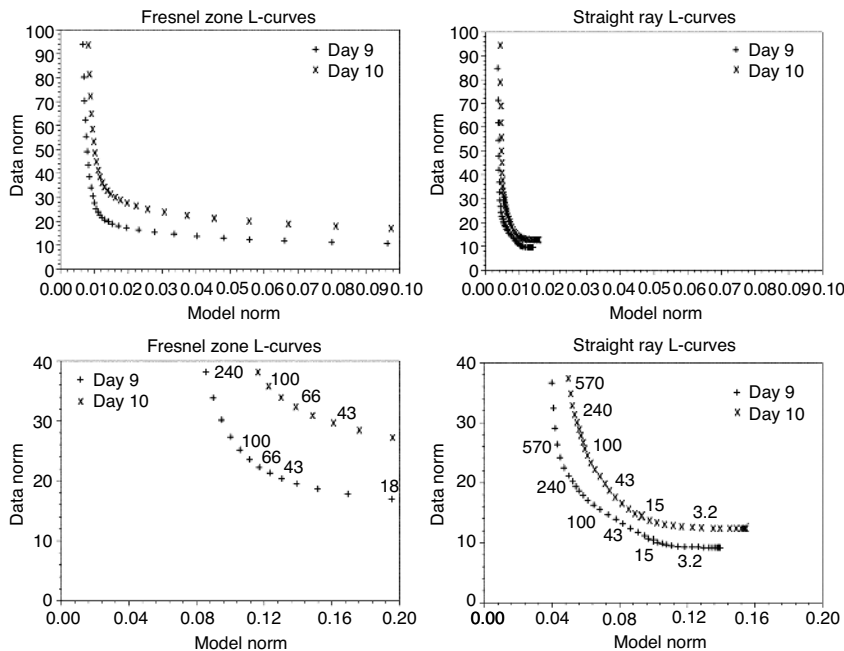 Fresnel zone L-curves
100
90
80
70
60
50
40
30
20
10
0
Data norm
+ Day 9
x Day 10
0.00 0.01 0.02 0.03 0.04 0.05 0.06 0.07 0.08 0.09 0.10
Model norm
Straight ray L-curves
100
90
80
70
60
50
40
30
20
10
0
Data norm
+ Day 9
x Day 10
0.00 0.01 0.02 0.03 0.04 0.05 0.06 0.07 0.08 0.09 0.10
Model norm
Fresnel zone L-curves
40
30
20
10
0
Data norm
+ Day 9
x Day 10
240
100
66
43
100
66
43
18
0.00 0.04 0.08 0.12 0.16 0.20
Model norm
Straight ray L-curves
40
30
20
10
0
Data norm
+ Day 9
x Day 10
570
240
100
43
15
3.2
570
240
100
43
15
3.2
0.00 0.04 0.08 0.12 0.16 0.20
Model norm